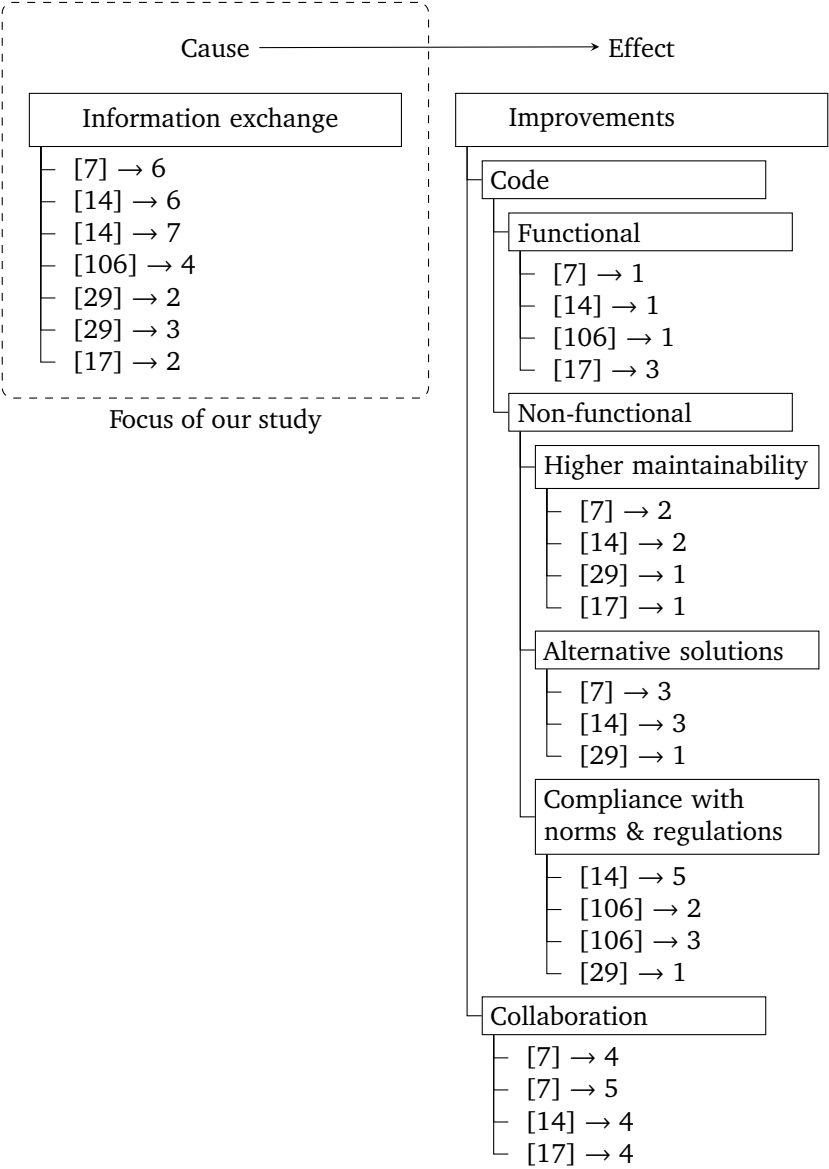 Cause
Effect
Information exchange
[7] → 6
[14] → 6
[14] → 7
[106] → 4
[29] → 2
[29] → 3
[17] → 2
Focus of our study
Improvements
Code
Functional
[7] → 1
[14] → 1
[106] → 1
[17] → 3
Non-functional
Higher maintainability
[7] → 2
[14] → 2
[29] → 1
[17] → 1
Alternative solutions
[7] → 3
[14] → 3
[29] → 1
Compliance with
norms & regulations
[14] → 5
[106] → 2
[106] → 3
[29] → 1
Collaboration
[7] → 4
[7] → 5
[14] → 4
[17] → 4